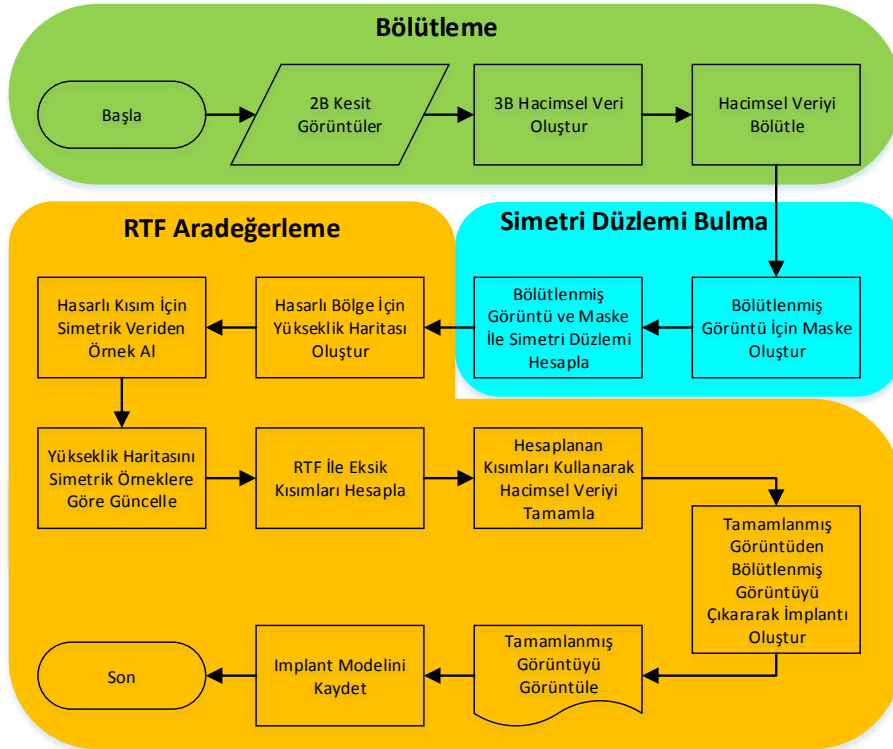 Bölütleme
Başla
2B Kesit
Görüntüler
3B Hacimsel Veri
Oluştur
Hacimsel Veriyi
Bölütle
RTF Aradeğerleme
Simetri Düzlemi Bulma
Hasarlı Kısım İçin
Simetrik Veriden
Örnek Al
Hasarlı Bölge İçin
Yükseklik Haritası
Oluştur
Bölütlenmiş
Görüntü ve Maske
İle Simetri Düzlemi
Hesapla
Bölütlenmiş
Görüntü İçin Maske
Oluştur
Yükseklik Haritasını
Simetrik Örneklere
Göre Güncelle
RTF İle Eksik
Kısımları Hesapla
Hesaplanan
Kısımları Kullanarak
Hacimsel Veriyi
Tamamla
Tamamlanmış
Görüntüden
Bölütlenmiş
Görüntüyü
Çıkararak İmplantı
Oluştur
Son
Implant Modelini
Kaydet
Tamamlanmış
Görüntüyü
Görüntüle